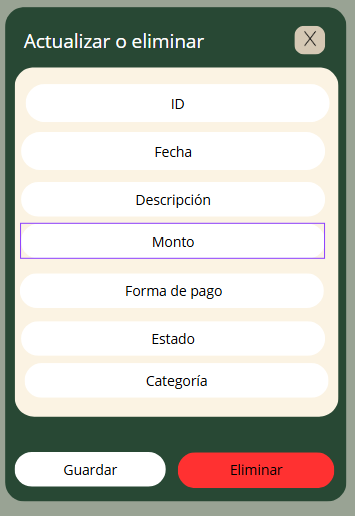 Actualizar o eliminar
X
ID
Fecha
Descripción
Monto
Forma de pago
Estado
Categoría
Guardar
Eliminar